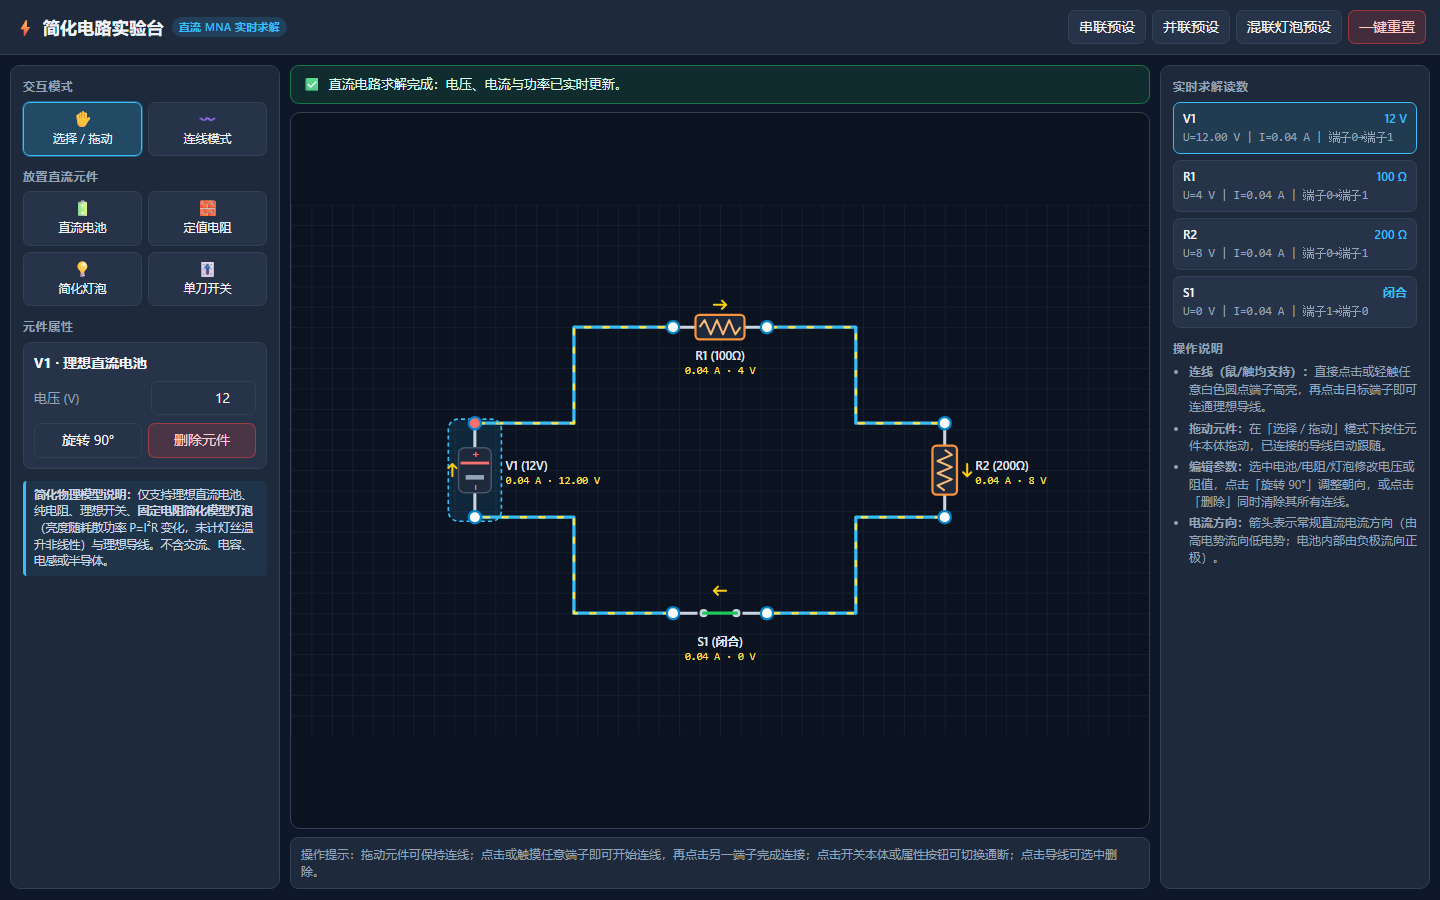 简化电路实验台
直流 MNA 实时求解
串联预设
并联预设
混联灯泡预设
一键重置
交互模式
选择 / 拖动
连线模式
放置直流元件
直流电池
定值电阻
简化灯泡
单刀开关
元件属性
V1 · 理想直流电池
电压 (V)
12
旋转 90°
删除元件
简化物理模型说明：仅支持理想直流电池、
纯电阻、理想开关、固定电阻简化模型灯泡
（亮度随耗散功率 P=I²R 变化，未计灯丝温
升非线性）与理想导线。不含交流、电容、
电感或半导体。
直流电路求解完成：电压、电流与功率已实时更新。
R1 (100Ω)
0.04 A · 4 V
V1 (12V)
0.04 A · 12.00 V
R2 (200Ω)
0.04 A · 8 V
S1 (闭合)
0.04 A · 0 V
操作提示：拖动元件可保持连线；点击或触摸任意端子即可开始连线，再点击另一端子完成连接；点击开关本体或属性按钮可切换通断；点击导线可选中删
除。
实时求解读数
V1
12 V
U=12.00 V | I=0.04 A | 端子0→端子1
R1
100 Ω
U=4 V | I=0.04 A | 端子0→端子1
R2
200 Ω
U=8 V | I=0.04 A | 端子0→端子1
S1
闭合
U=0 V | I=0.04 A | 端子1→端子0
操作说明
• 连线（鼠/触均支持）：直接点击或轻触任
意白色圆点端子高亮，再点击目标端子即可
连通理想导线。
• 拖动元件：在「选择 / 拖动」模式下按住元
件本体拖动，已连接的导线自动跟随。
• 编辑参数：选中电池/电阻/灯泡修改电压或
阻值，点击「旋转 90°」调整朝向，或点击
「删除」同时清除其所有连线。
• 电流方向：箭头表示常规直流电流方向（由
高电势流向低电势；电池内部由负极流向正
极）。